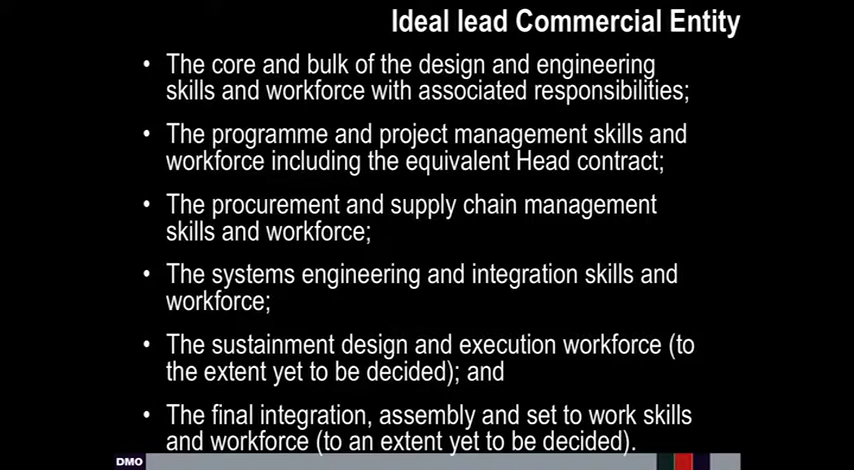 Ideal lead Commercial Entity
• The core and bulk of the design and engineering
skills and workforce with associated responsibilities;
• The programme and project management skills and
workforce including the equivalent Head contract;
• The procurement and supply chain management
skills and workforce;
• The systems engineering and integration skills and
workforce;
• The sustainment design and execution workforce (to
the extent yet to be decided); and
• The final integration, assembly and set to work skills
and workforce (to an extent yet to be decided).
DMO